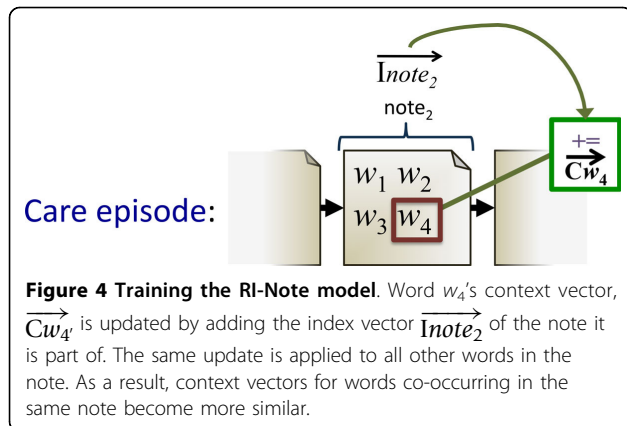 Inote₂
note₂
+=
Cw₄
w₁ w₂
w₃ w₄
Care episode:
Figure 4 Training the RI-Note model. Word w₄'s context vector,
Cw₄, is updated by adding the index vector Inote₂ of the note it
is part of. The same update is applied to all other words in the
note. As a result, context vectors for words co-occurring in the
same note become more similar.